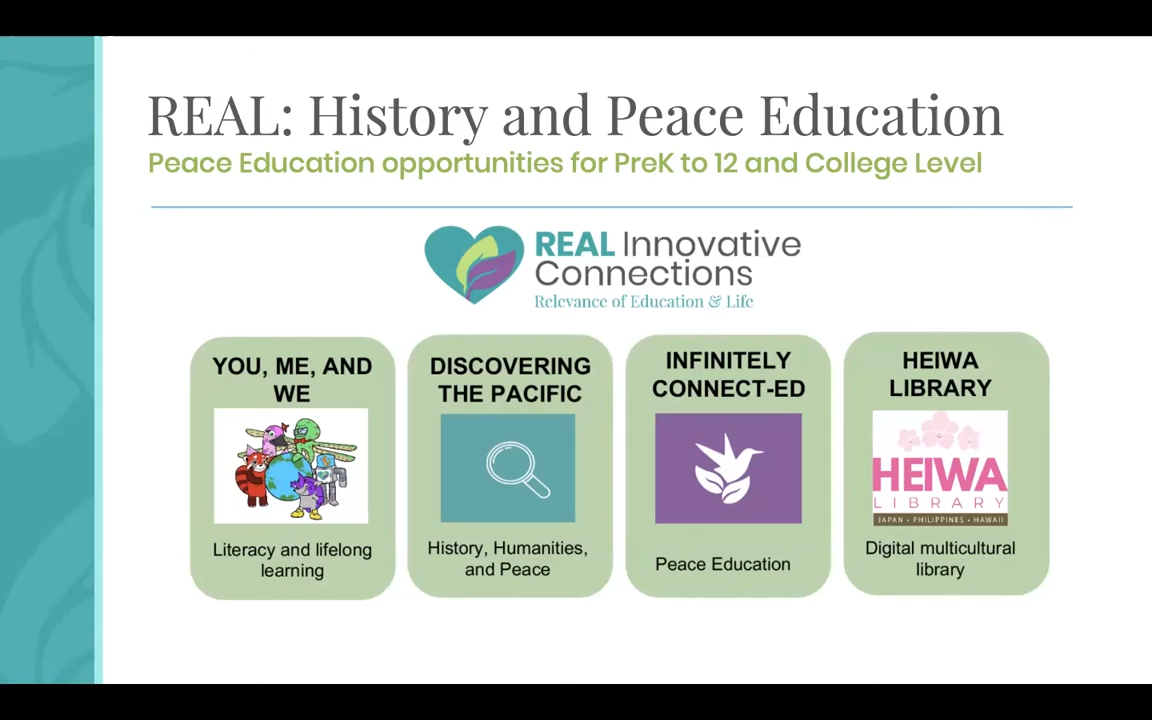 REAL: History and Peace Education
Peace Education opportunities for PreK to 12 and College Level
REAL Innovative
Connections
Relevance of Education & Life
YOU, ME, AND
WE
Literacy and lifelong
learning
DISCOVERING
THE PACIFIC
History, Humanities,
and Peace
INFINITELY
CONNECT-ED
Peace Education
HEIWA
LIBRARY
HEIWA
LIBRARY
JAPAN • PHILIPPINES • HAWAII
Digital multicultural
library